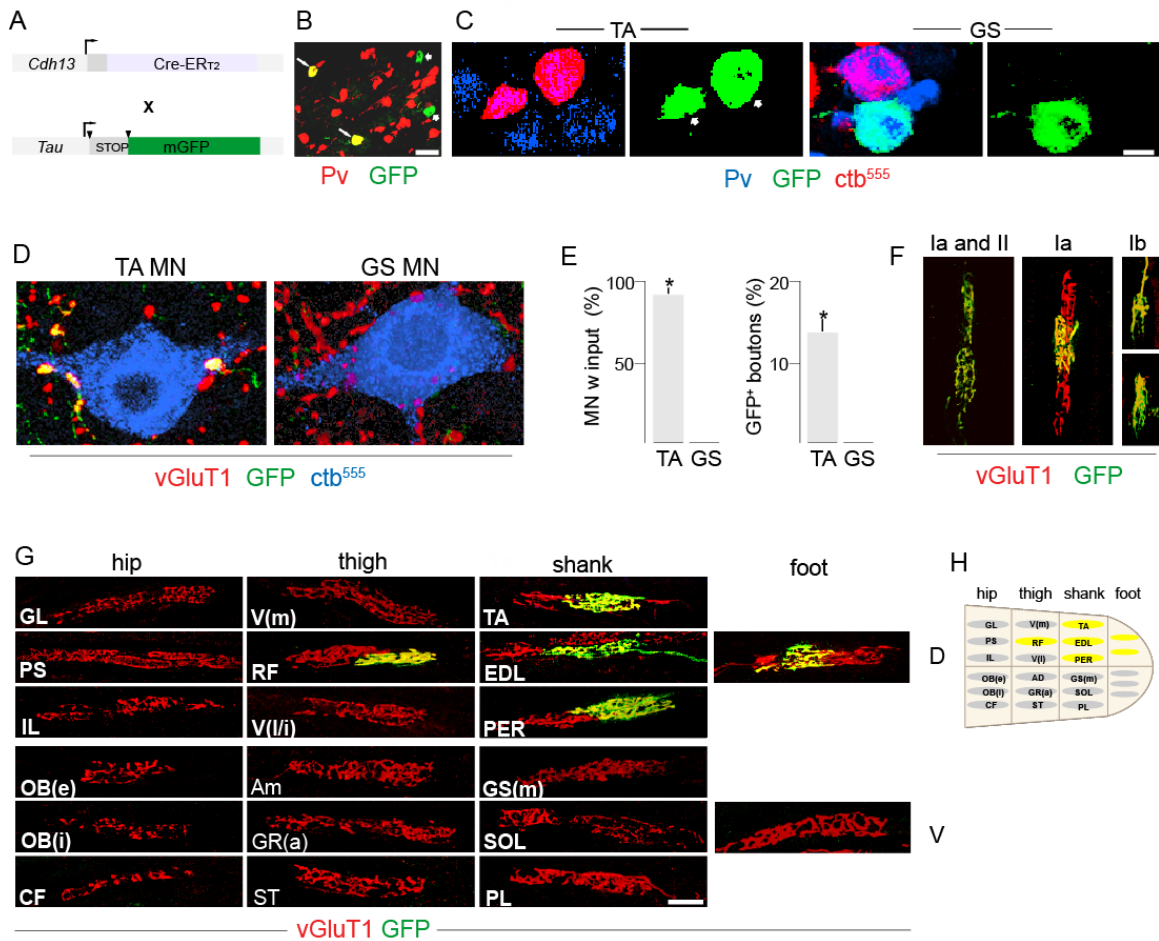 A
Cdh13
Cre-ERT2
x
Tau
STOP
mGFP
B
Pv GFP
C
TA
GS
Pv GFP ctb555
D
TA MN
GS MN
vGluT1 GFP ctb555
E
MN w input (%)
100
50
*
TA GS
GFP+ boutons (%)
20
10
*
TA GS
F
Ia and II
Ia
Ib
vGluT1 GFP
G
hip
thigh
shank
foot
GL
V(m)
TA
PS
RF
EDL
IL
V(l/i)
PER
OB(e)
Am
GS(m)
OB(i)
GR(a)
SOL
CF
ST
PL
vGluT1 GFP
D
V
H
hip thigh shank foot
GL V(m) TA
PS RF EDL
IL V(l) PER
OB(e) AD GS(m)
OB(i) GR(a) SOL
CF ST PL